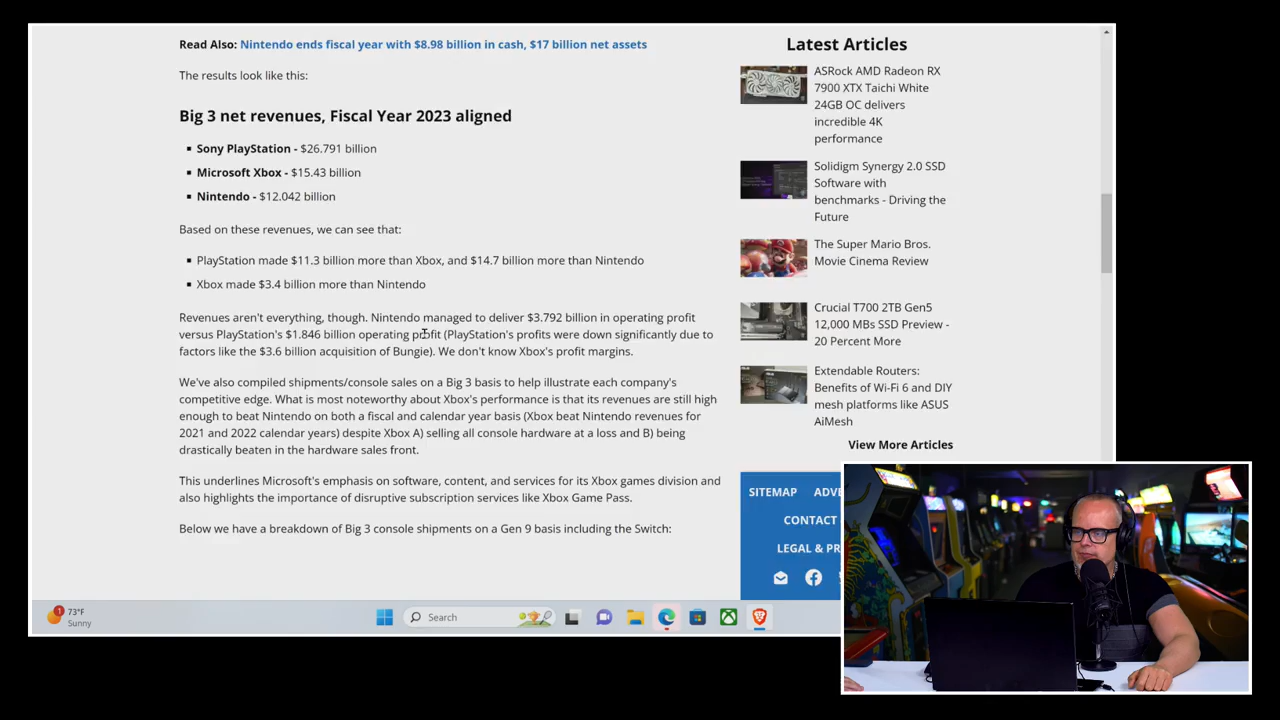 Read Also: Nintendo ends fiscal year with $8.98 billion in cash, $17 billion net assets
The results look like this:
Big 3 net revenues, Fiscal Year 2023 aligned
▪ Sony PlayStation - $26.791 billion
▪ Microsoft Xbox - $15.43 billion
▪ Nintendo - $12.042 billion
Based on these revenues, we can see that:
▪ PlayStation made $11.3 billion more than Xbox, and $14.7 billion more than Nintendo
▪ Xbox made $3.4 billion more than Nintendo
Revenues aren't everything, though. Nintendo managed to deliver $3.792 billion in operating profit
versus PlayStation's $1.846 billion operating profit (PlayStation's profits were down significantly due to
factors like the $3.6 billion acquisition of Bungie). We don't know Xbox's profit margins.
We've also compiled shipments/console sales on a Big 3 basis to help illustrate each company's
competitive edge. What is most noteworthy about Xbox's performance is that its revenues are still high
enough to beat Nintendo on both a fiscal and calendar year basis (Xbox beat Nintendo revenues for
2021 and 2022 calendar years) despite Xbox A) selling all console hardware at a loss and B) being
drastically beaten in the hardware sales front.
This underlines Microsoft's emphasis on software, content, and services for its Xbox games division and
also highlights the importance of disruptive subscription services like Xbox Game Pass.
Below we have a breakdown of Big 3 console shipments on a Gen 9 basis including the Switch:
Latest Articles
ASRock AMD Radeon RX
7900 XTX Taichi White
24GB OC delivers
incredible 4K
performance
Solidigm Synergy 2.0 SSD
Software with
benchmarks - Driving the
Future
The Super Mario Bros.
Movie Cinema Review
Crucial T700 2TB Gen5
12,000 MBs SSD Preview -
20 Percent More
Extendable Routers:
Benefits of Wi-Fi 6 and DIY
mesh platforms like ASUS
AiMesh
View More Articles
SITEMAP ADVE
CONTACT
LEGAL & PR
1
73°F
Sunny
Search